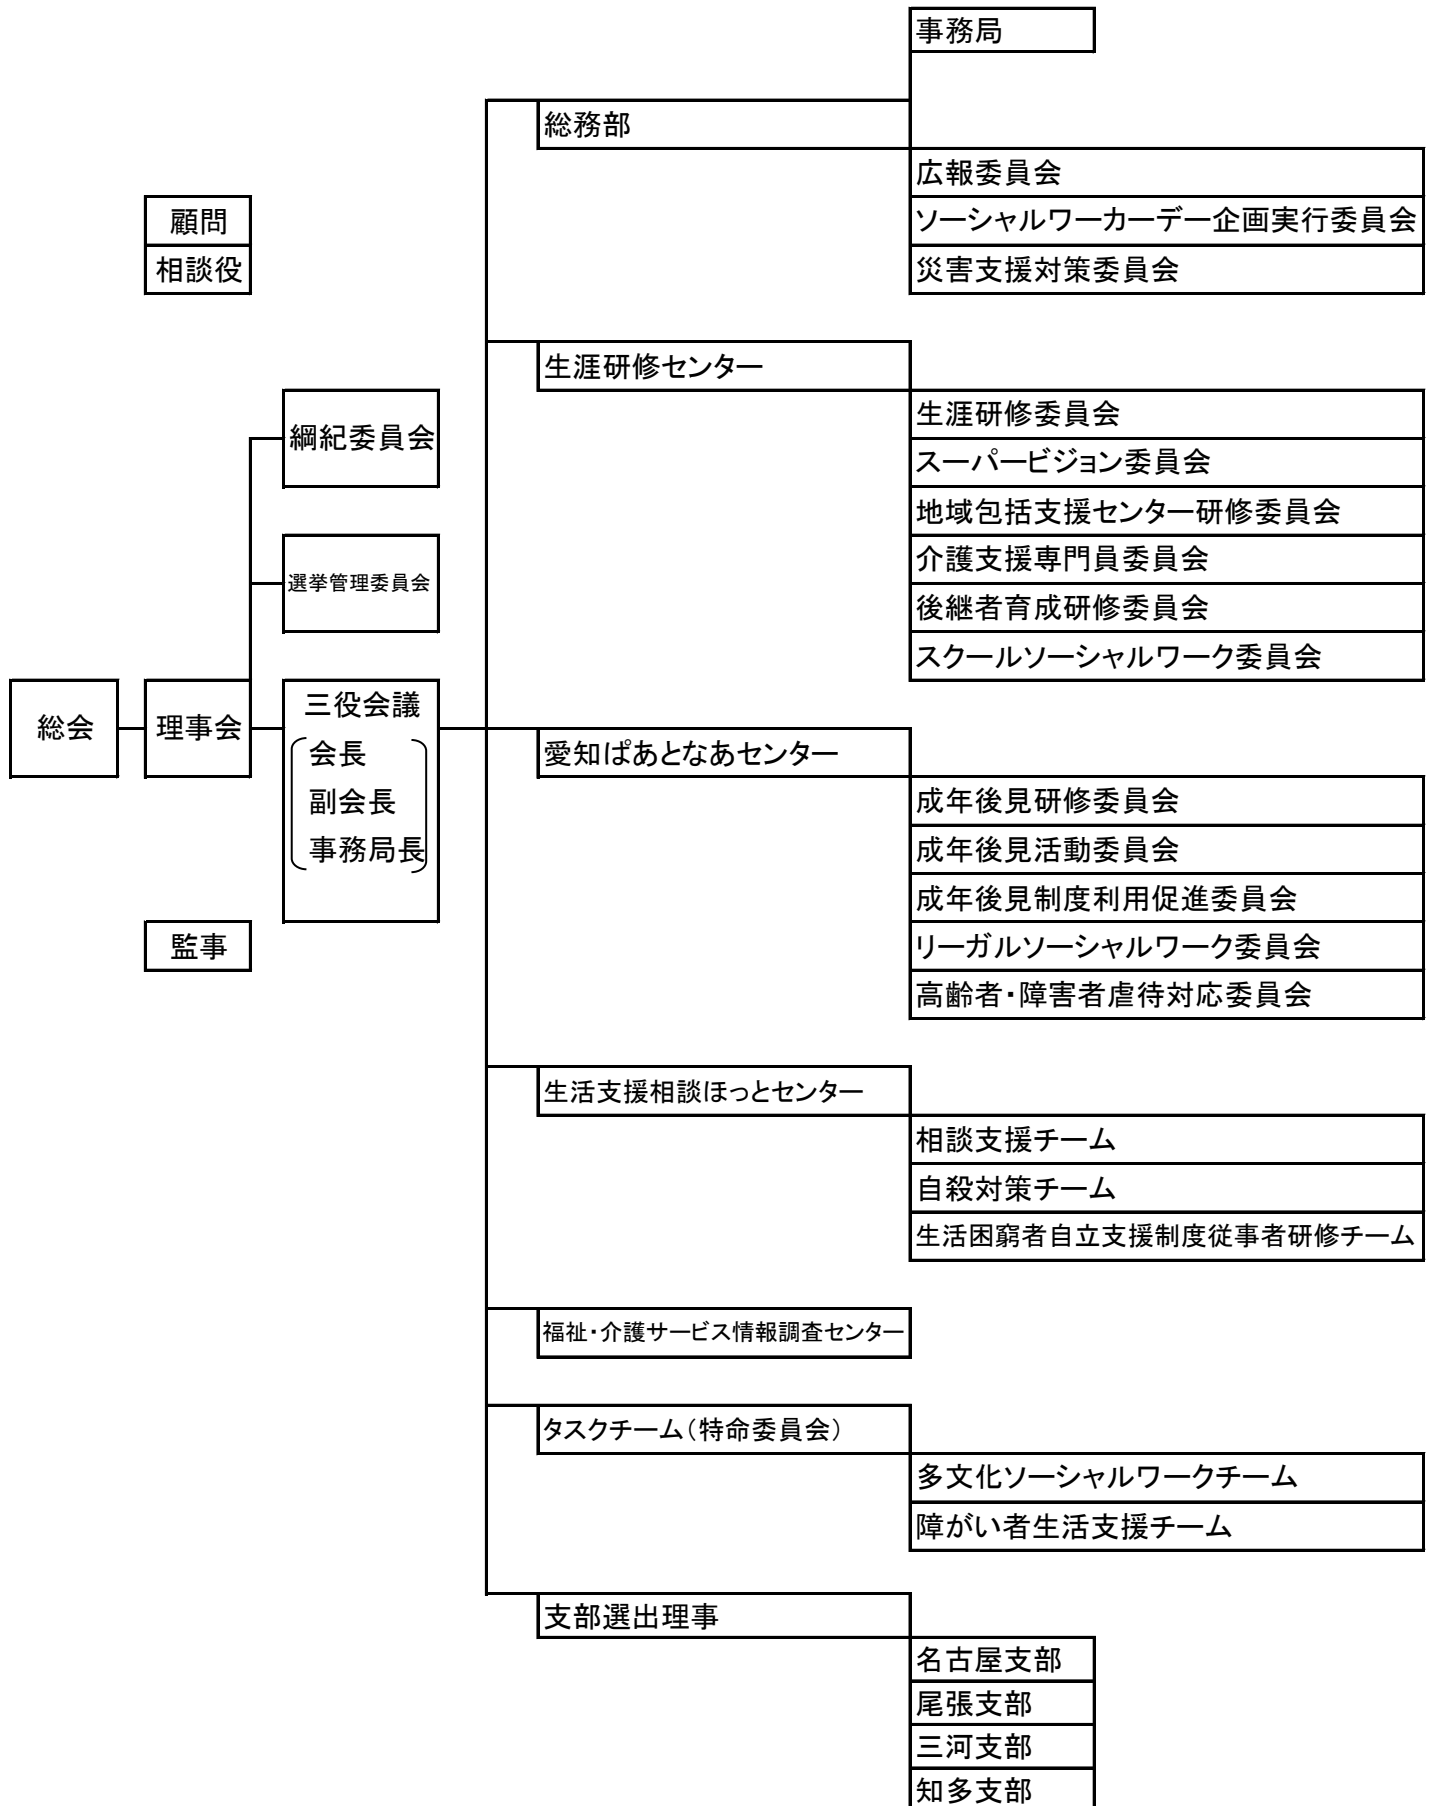 事務局
総務部
広報委員会
ソーシャルワーカーデー企画実行委員会
災害支援対策委員会
顧問
相談役
生涯研修センター
生涯研修委員会
スーパービジョン委員会
地域包括支援センター研修委員会
介護支援専門員委員会
後継者育成研修委員会
スクールソーシャルワーク委員会
綱紀委員会
選挙管理委員会
総会
理事会
三役会議
会長
副会長
事務局長
監事
愛知ぱあとなあセンター
成年後見研修委員会
成年後見活動委員会
成年後見制度利用促進委員会
リーガルソーシャルワーク委員会
高齢者・障害者虐待対応委員会
生活支援相談ほっとセンター
相談支援チーム
自殺対策チーム
生活困窮者自立支援制度従事者研修チーム
福祉・介護サービス情報調査センター
タスクチーム（特命委員会）
多文化ソーシャルワークチーム
障がい者生活支援チーム
支部選出理事
名古屋支部
尾張支部
三河支部
知多支部